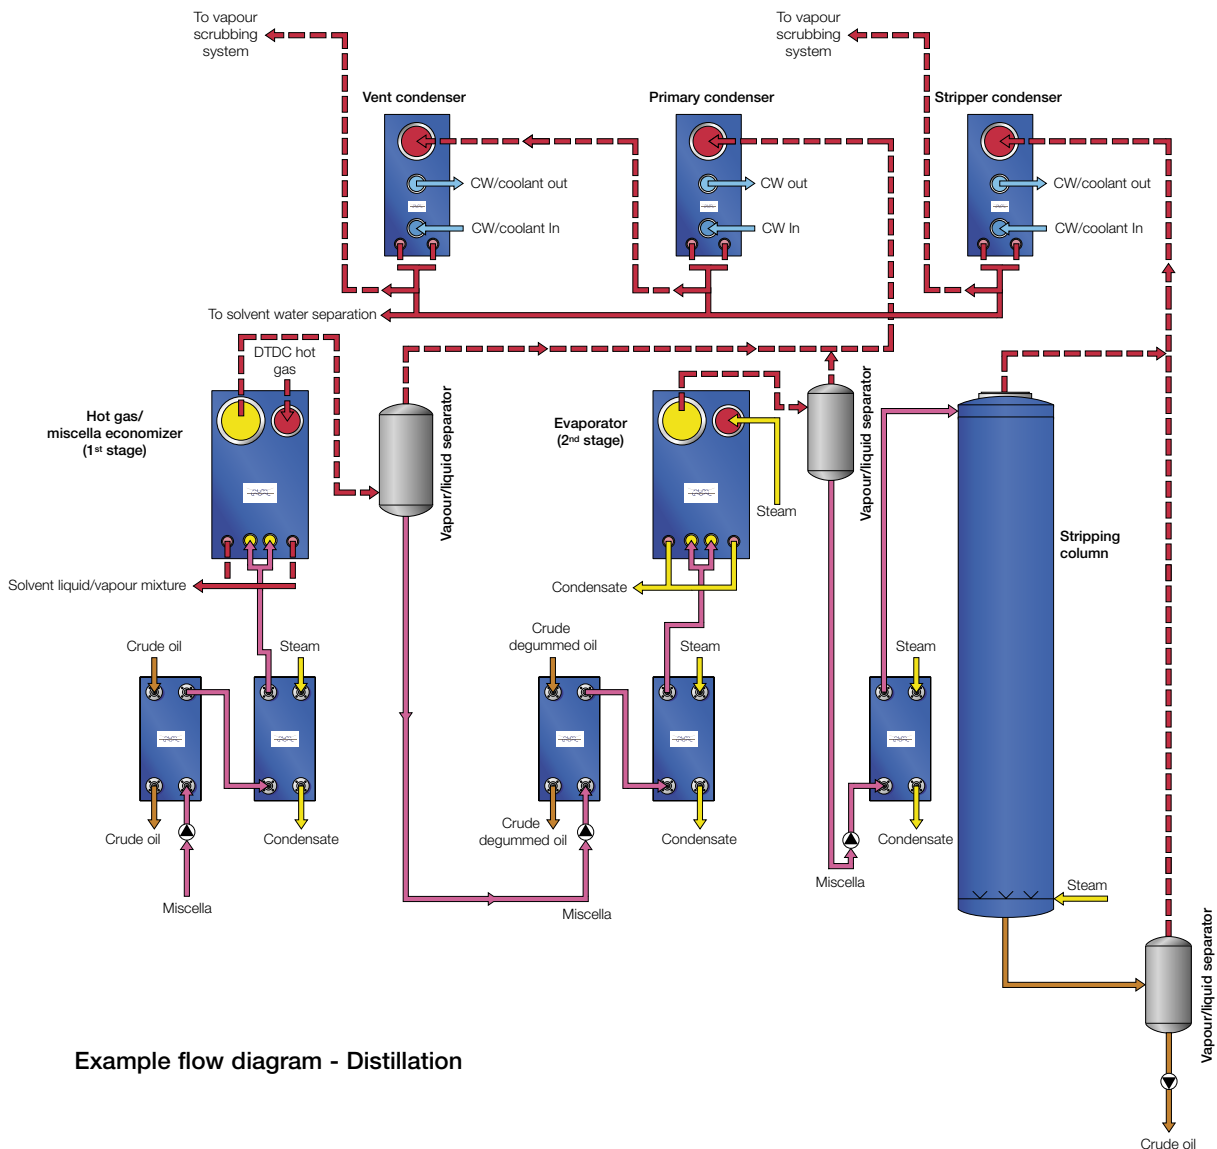 To vapour
scrubbing
system
To vapour
scrubbing
system
Vent condenser
Primary condenser
Stripper condenser
CW/coolant out
CW out
CW/coolant out
CW/coolant In
CW In
CW/coolant In
To solvent water separation
DTDC hot
gas
Hot gas/
miscella economizer
(1st stage)
Vapour/liquid separator
Evaporator
(2nd stage)
Vapour/liquid separator
Steam
Stripping
column
Solvent liquid/vapour mixture
Condensate
Crude oil
Steam
Crude
degummed oil
Steam
Steam
Crude oil
Condensate
Crude
degummed oil
Condensate
Condensate
Miscella
Miscella
Miscella
Steam
Vapour/liquid separator
Example flow diagram - Distillation
Crude oil